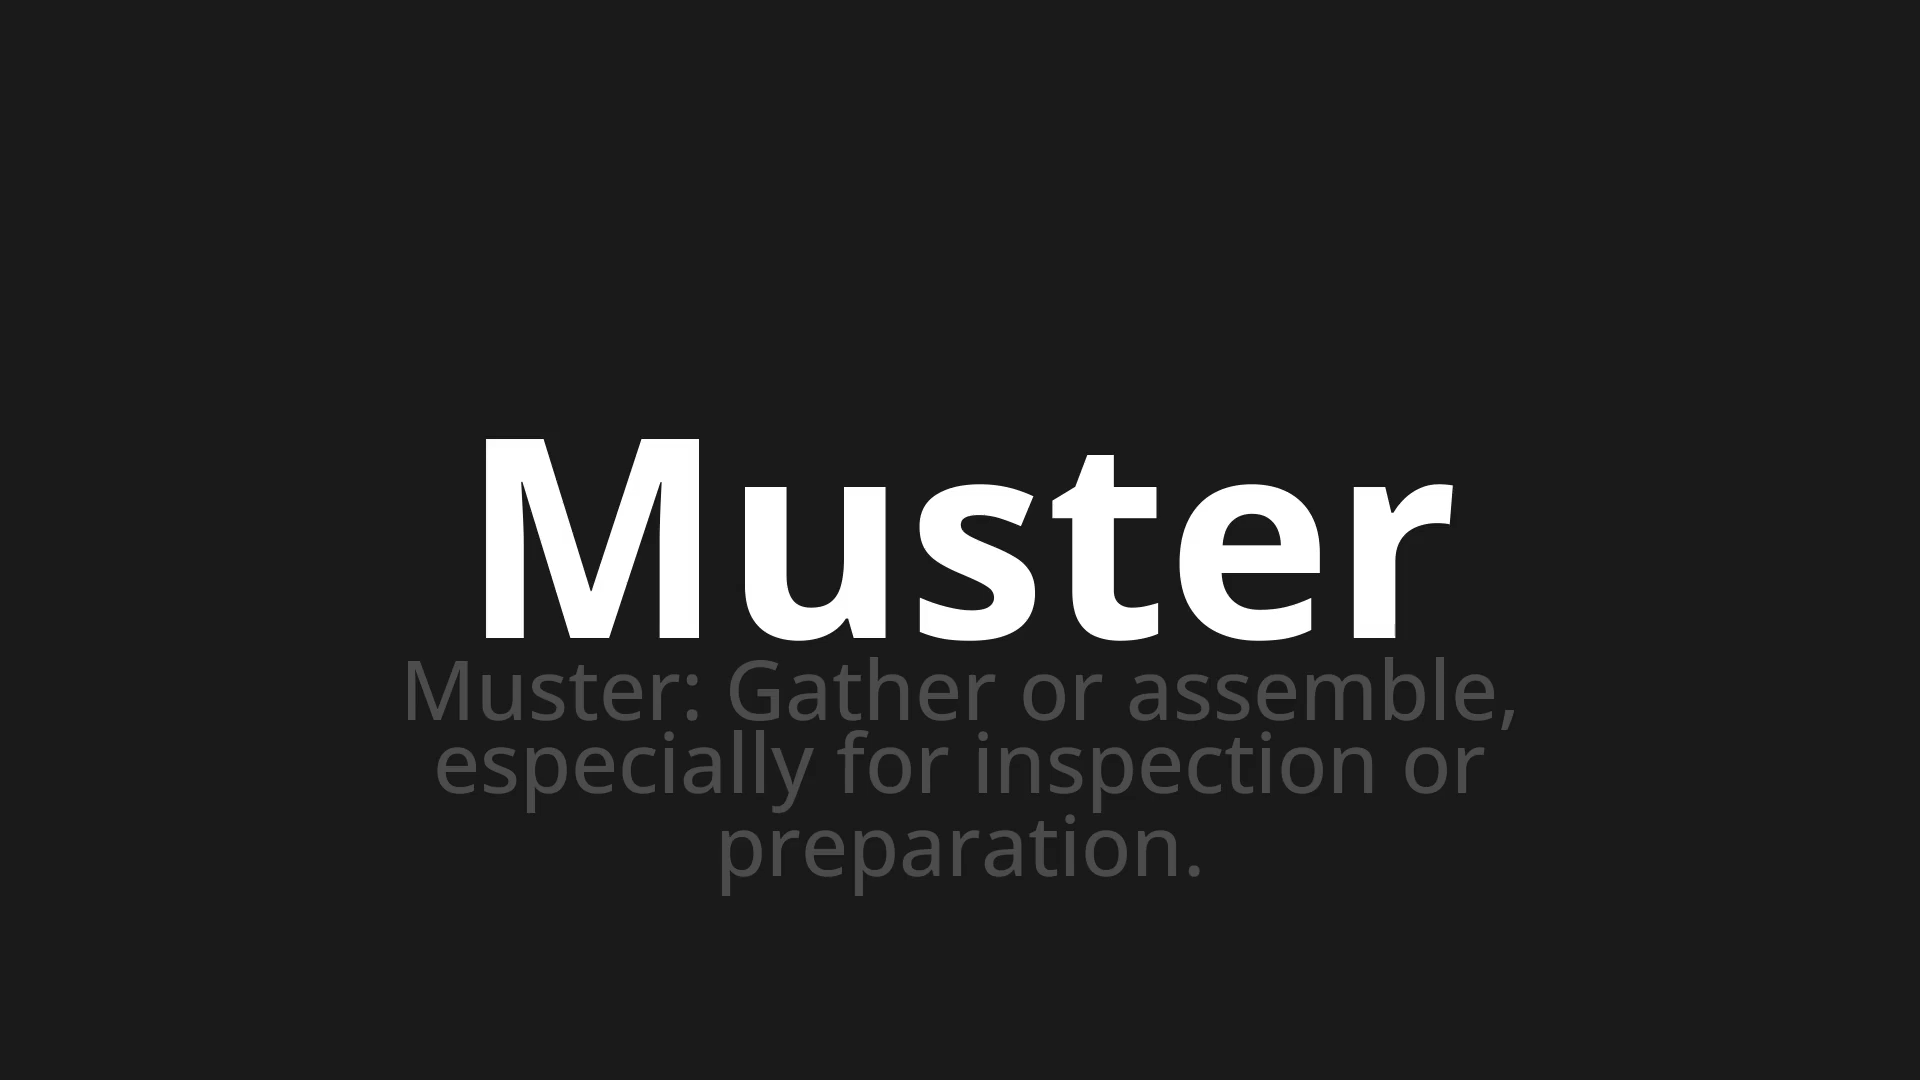 Muster
Muster: Gather or assemble,
especially for inspection or
preparation.